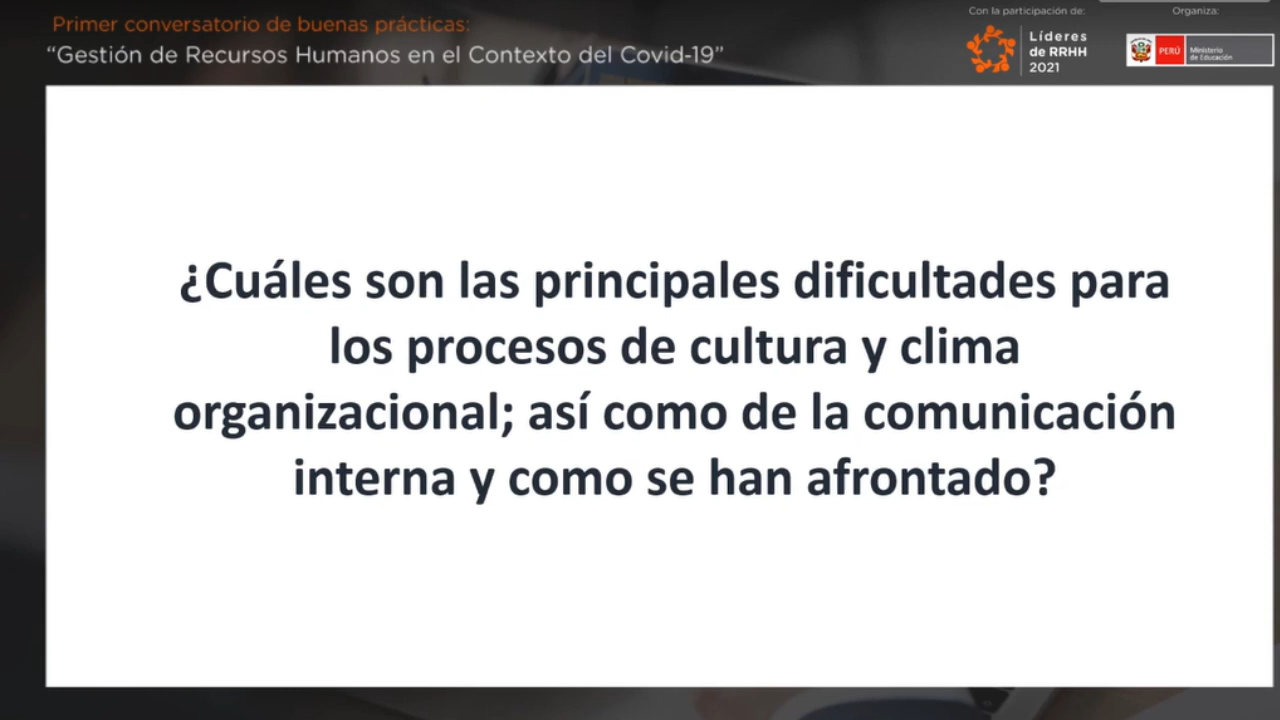 Primer conversatorio de buenas prácticas:
“Gestión de Recursos Humanos en el Contexto del Covid-19”
Con la participación de:
Líderes
de RRHH
2021
Organiza:
PERÚ
Ministerio
de Educación
¿Cuáles son las principales dificultades para
los procesos de cultura y clima
organizacional; así como de la comunicación
interna y como se han afrontado?